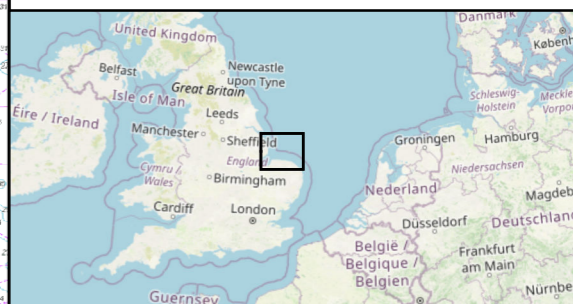 Danmark
United Kingdom
Københ
Belfast
Newcastle
upon Tyne
Great Britain
Isle of Man
Schleswig-
Holstein
Meckle
Vorpor
Éire / Ireland
Leeds
Manchester
Sheffield
Groningen
Hamburg
England
Cymru /
Wales
Birmingham
Niedersachsen
Nederland
Magdeb
Cardiff
London
Düsseldorf
Deutschland
België /
Belgique /
Belgien
Frankfurt
am Main
Guernsey
Nürnbe